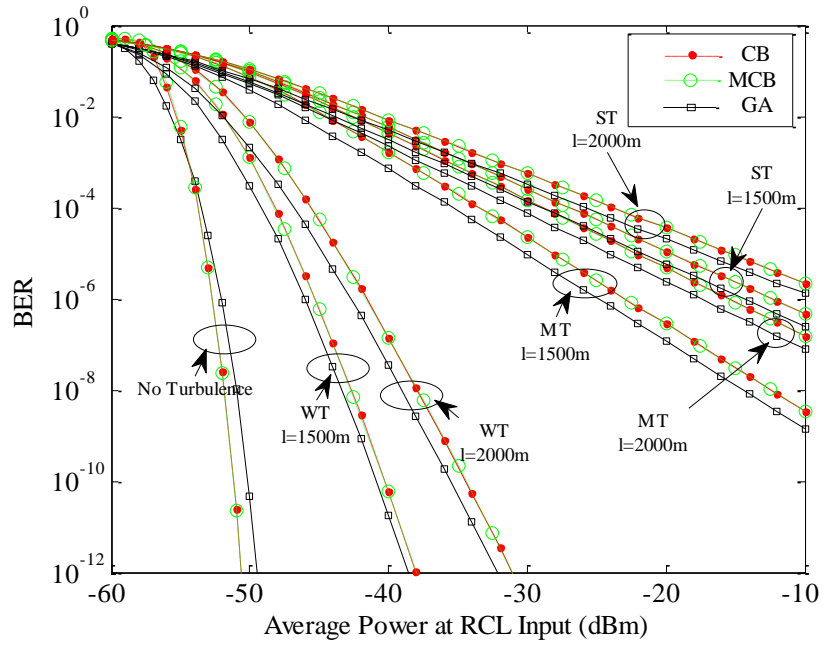 10^0
10^-2
10^-4
10^-6
10^-8
10^-10
10^-12
BER
CB
MCB
GA
ST
l=2000m
ST
l=1500m
MT
l=1500m
MT
l=2000m
No Turbulence
WT
l=1500m
WT
l=2000m
-60
-50
-40
-30
-20
-10
Average Power at RCL Input (dBm)